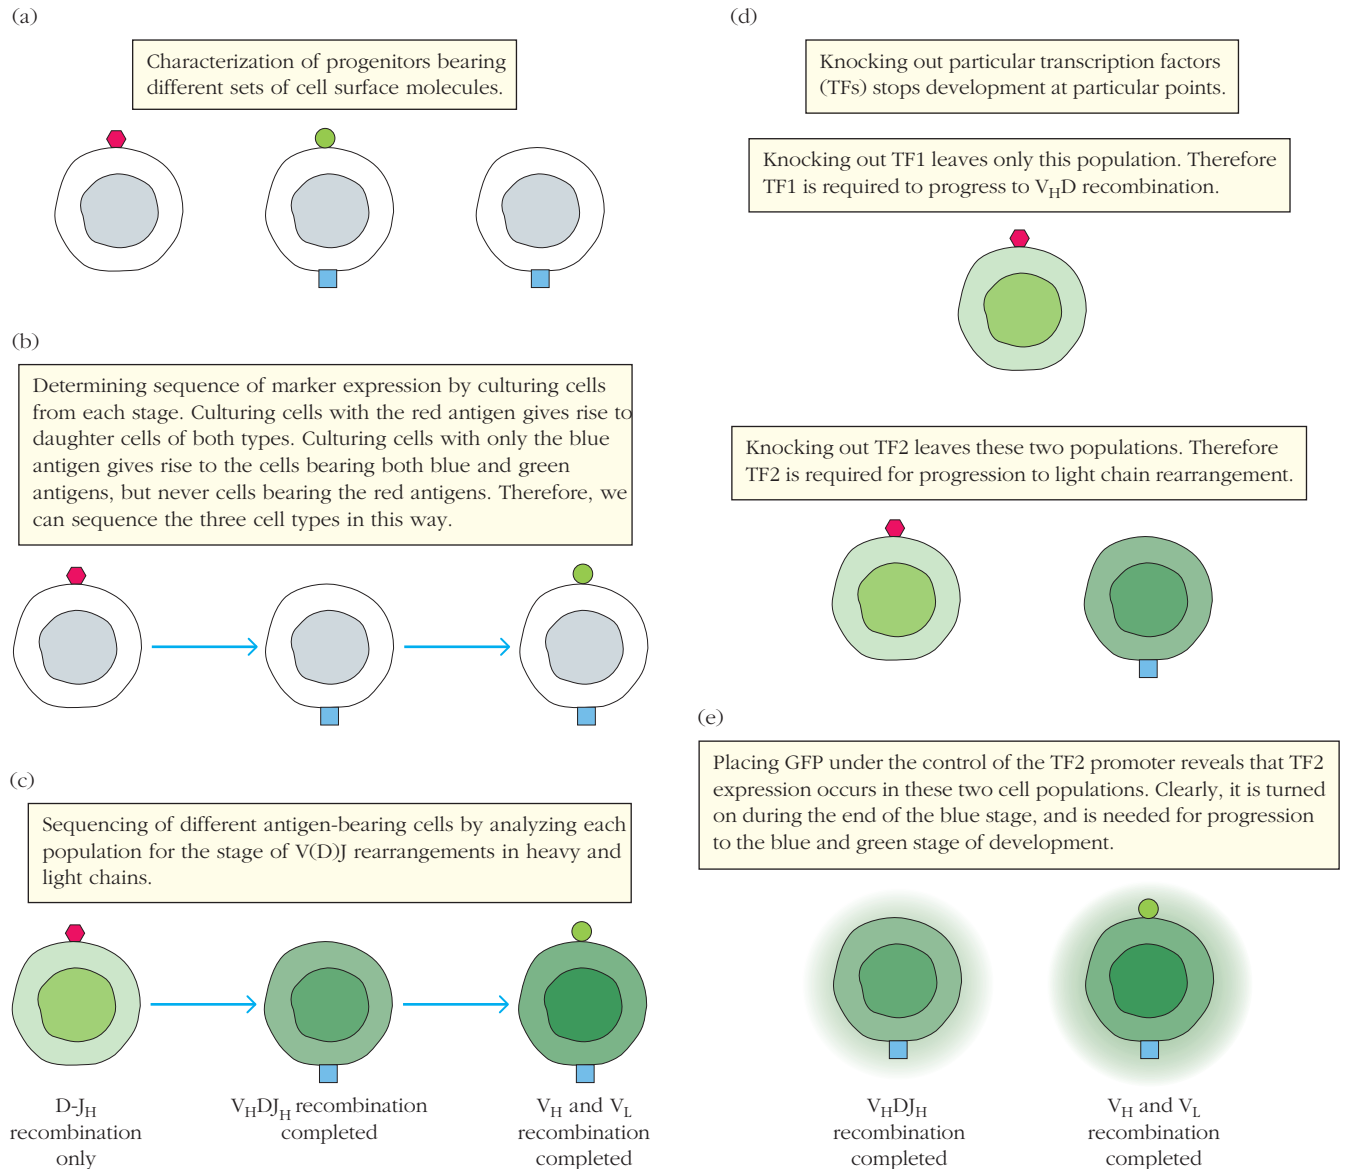 (a)
Characterization of progenitors bearing
different sets of cell surface molecules.
(b)
Determining sequence of marker expression by culturing cells
from each stage. Culturing cells with the red antigen gives rise to
daughter cells of both types. Culturing cells with only the blue
antigen gives rise to the cells bearing both blue and green
antigens, but never cells bearing the red antigens. Therefore, we
can sequence the three cell types in this way.
(c)
Sequencing of different antigen-bearing cells by analyzing each
population for the stage of V(D)J rearrangements in heavy and
light chains.
D-J_H
recombination
only
V_HDJ_H recombination
completed
V_H and V_L
recombination
completed
(d)
Knocking out particular transcription factors
(TFs) stops development at particular points.
Knocking out TF1 leaves only this population. Therefore
TF1 is required to progress to V_HD recombination.
Knocking out TF2 leaves these two populations. Therefore
TF2 is required for progression to light chain rearrangement.
(e)
Placing GFP under the control of the TF2 promoter reveals that TF2
expression occurs in these two cell populations. Clearly, it is turned
on during the end of the blue stage, and is needed for progression
to the blue and green stage of development.
V_HDJ_H
recombination
completed
V_H and V_L
recombination
completed